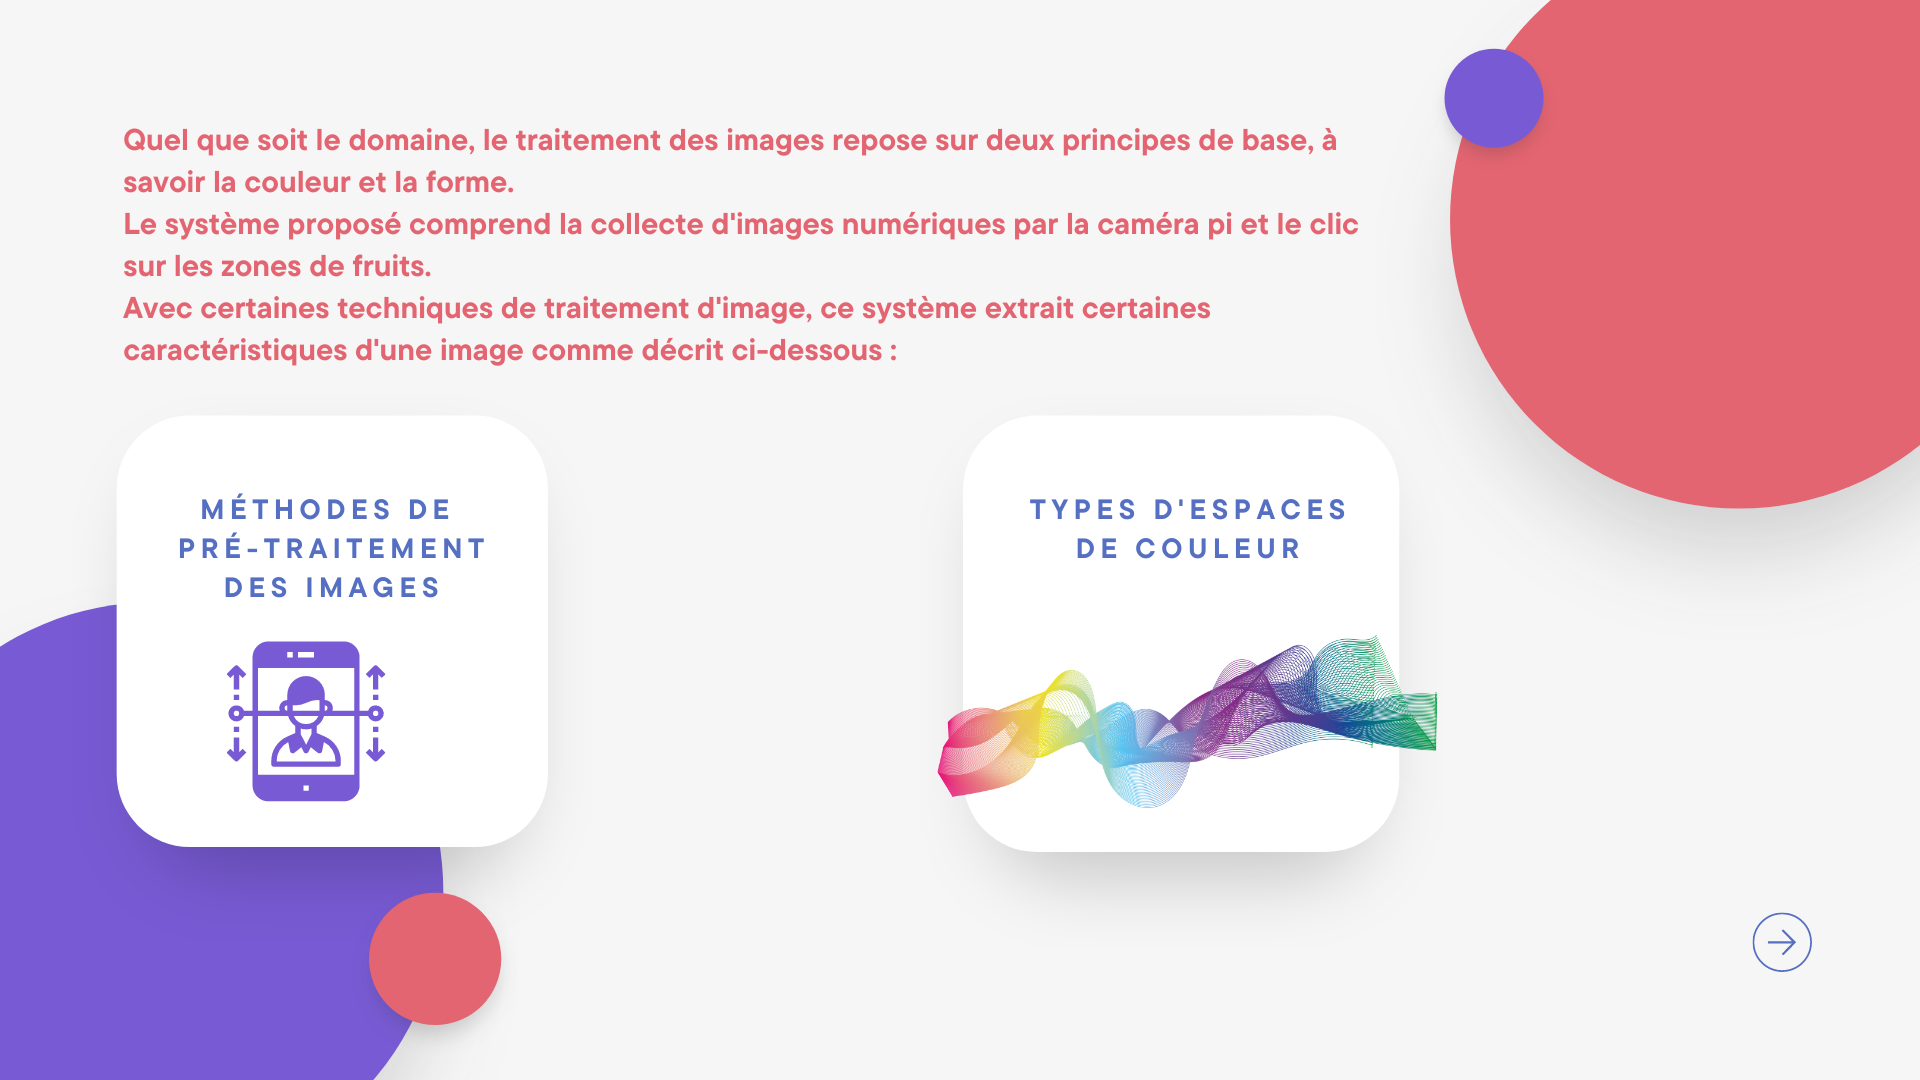 Quel que soit le domaine, le traitement des images repose sur deux principes de base, à
savoir la couleur et la forme.
Le système proposé comprend la collecte d'images numériques par la caméra pi et le clic
sur les zones de fruits.
Avec certaines techniques de traitement d'image, ce système extrait certaines
caractéristiques d'une image comme décrit ci-dessous :
MÉTHODES DE
PRÉ-TRAITEMENT
DES IMAGES
TYPES D'ESPACES
DE COULEUR